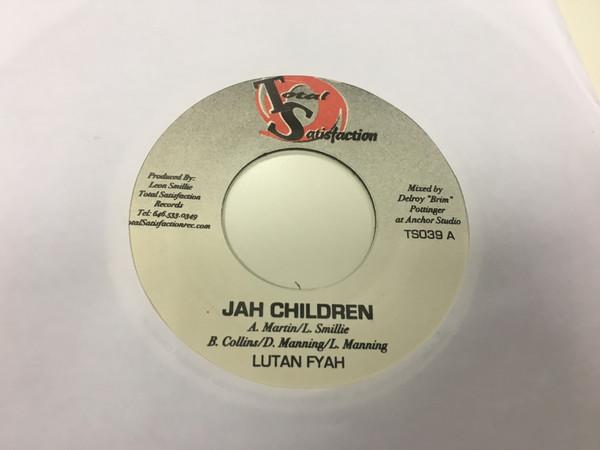 Total
Satisfaction
Produced By:
Leon Smillie
Total Satisfaction
Records
Tel: 646.533.0349
otalSatisfactionrec.com
Mixed by
Delroy "Brim"
Pottinger
at Anchor Studio
TS039 A
JAH CHILDREN
A. Martin/L. Smillie
B. Collins/D. Manning/L. Manning
LUTAN FYAH